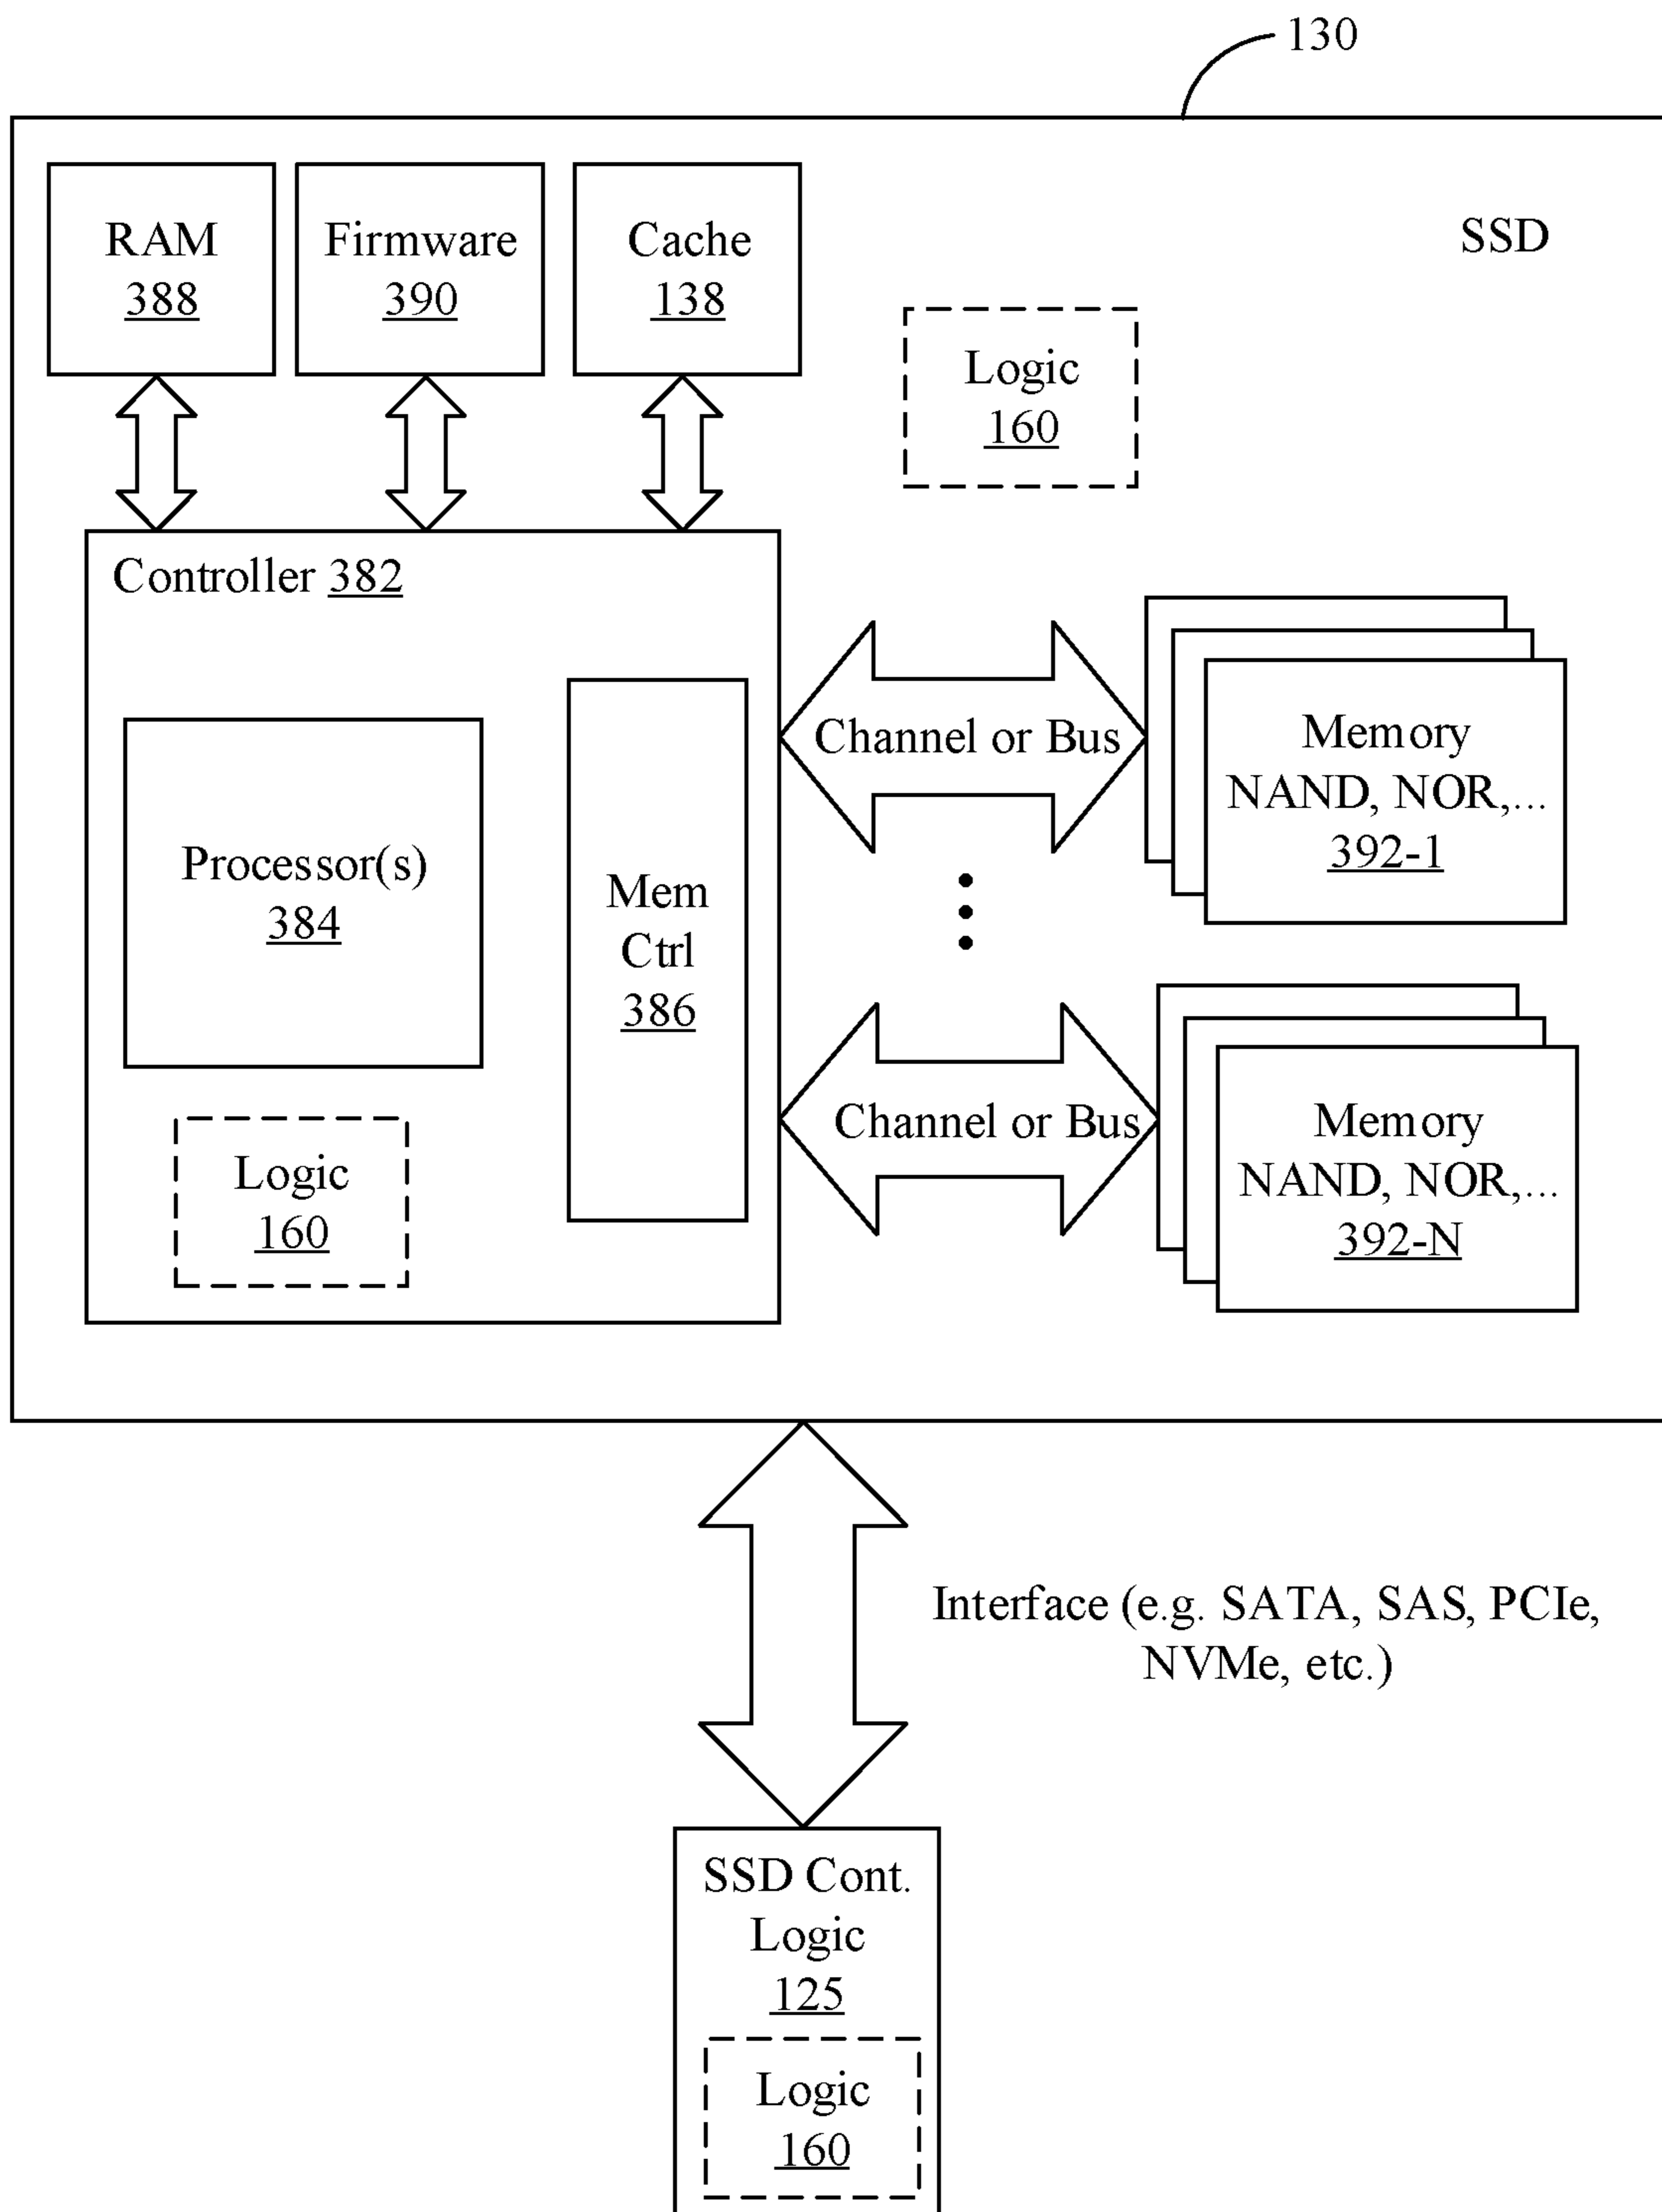 130
RAM
388
Firmware
390
Cache
138
SSD
Logic
160
Controller 382
Processor(s)
384
Mem
Ctrl
386
Logic
160
Channel or Bus
Memory
NAND, NOR,...
392-1
Channel or Bus
Memory
NAND, NOR,...
392-N
Interface (e.g. SATA, SAS, PCIe,
NVMe, etc.)
SSD Cont.
Logic
125
Logic
160